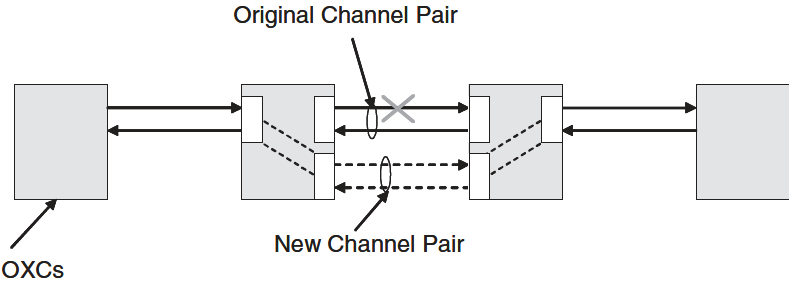 Original Channel Pair
New Channel Pair
OXCs